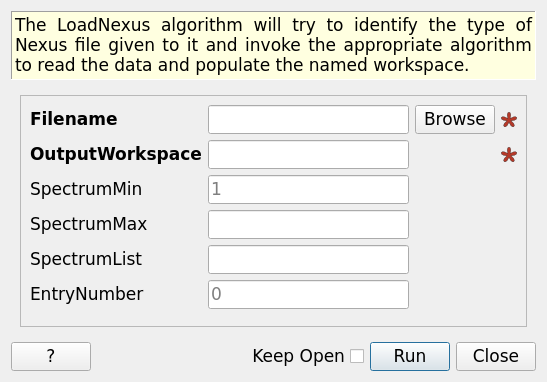 The LoadNexus algorithm will try to identify the type of
Nexus file given to it and invoke the appropriate algorithm
to read the data and populate the named workspace.
Filename Browse *
OutputWorkspace *
SpectrumMin 1
SpectrumMax
SpectrumList
EntryNumber 0
? Keep Open Run Close